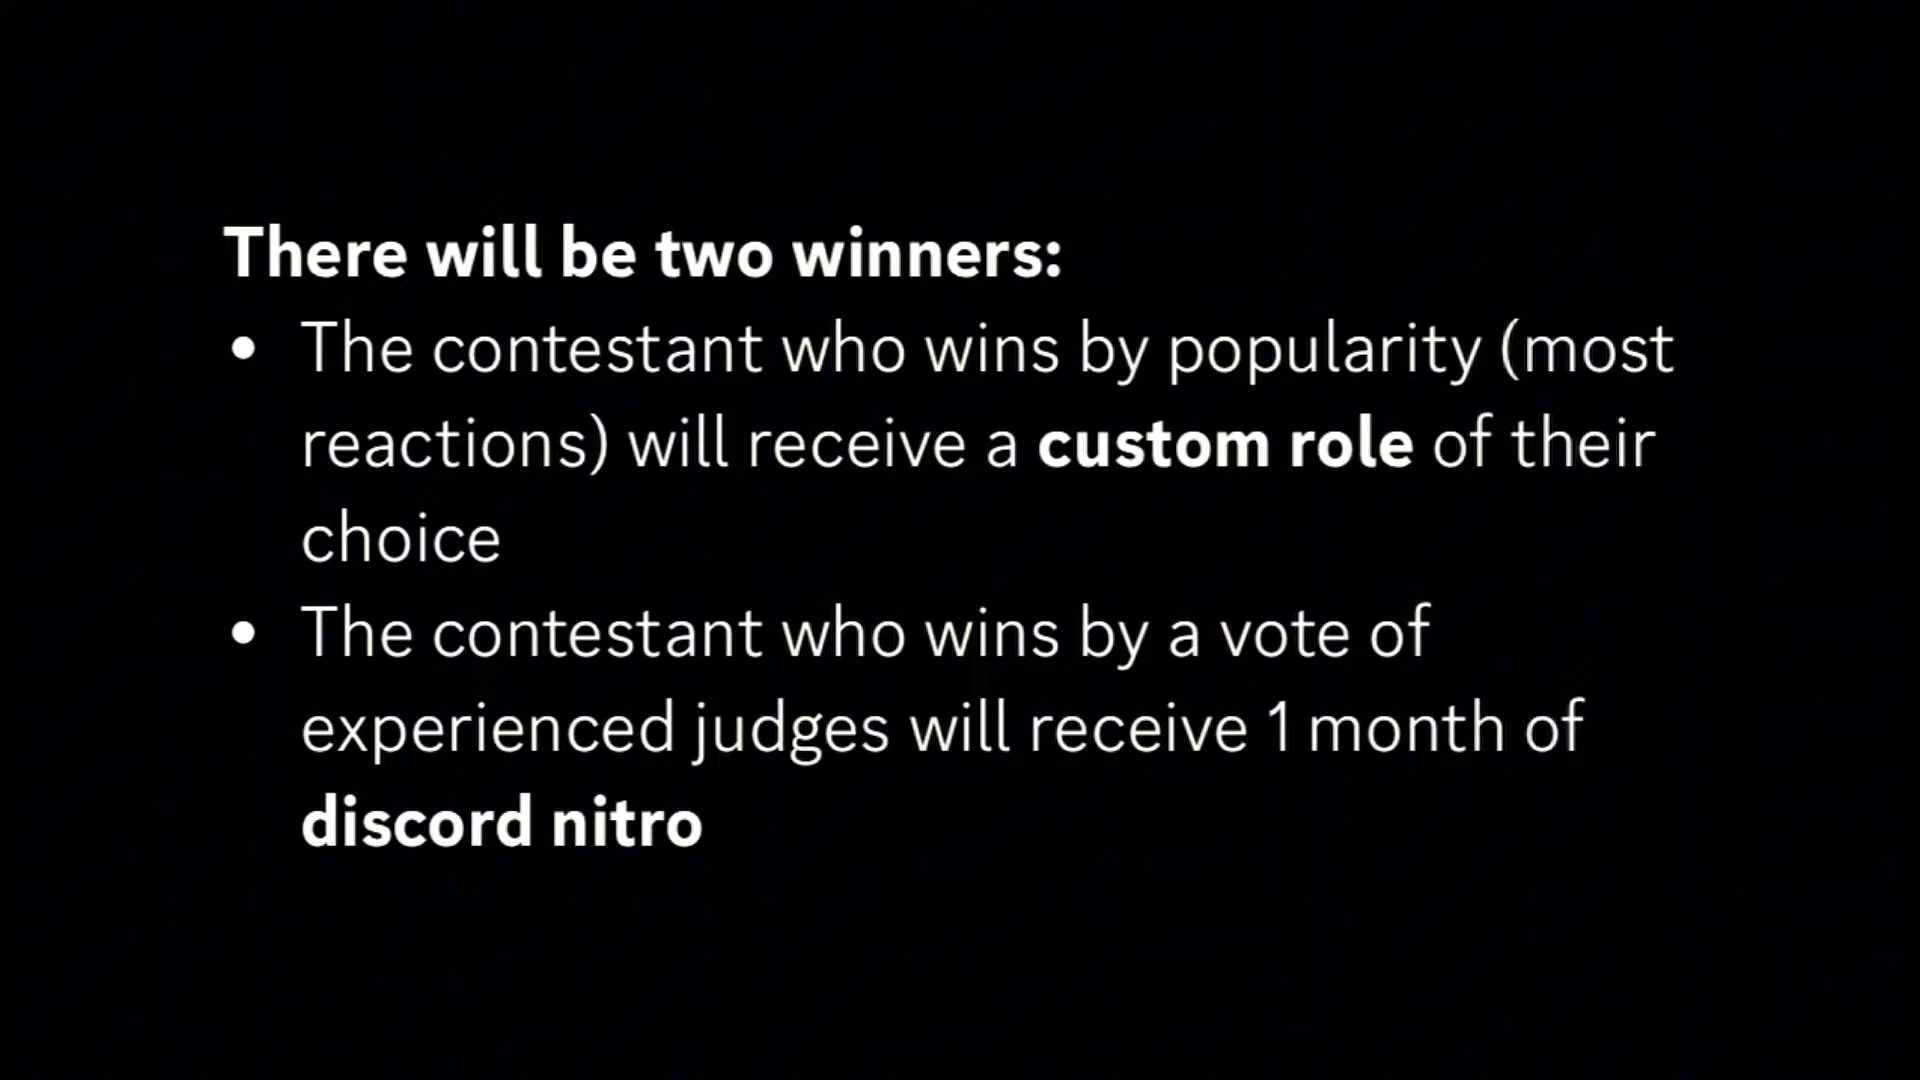 There will be two winners:
• The contestant who wins by popularity (most
reactions) will receive a custom role of their
choice
• The contestant who wins by a vote of
experienced judges will receive 1 month of
discord nitro